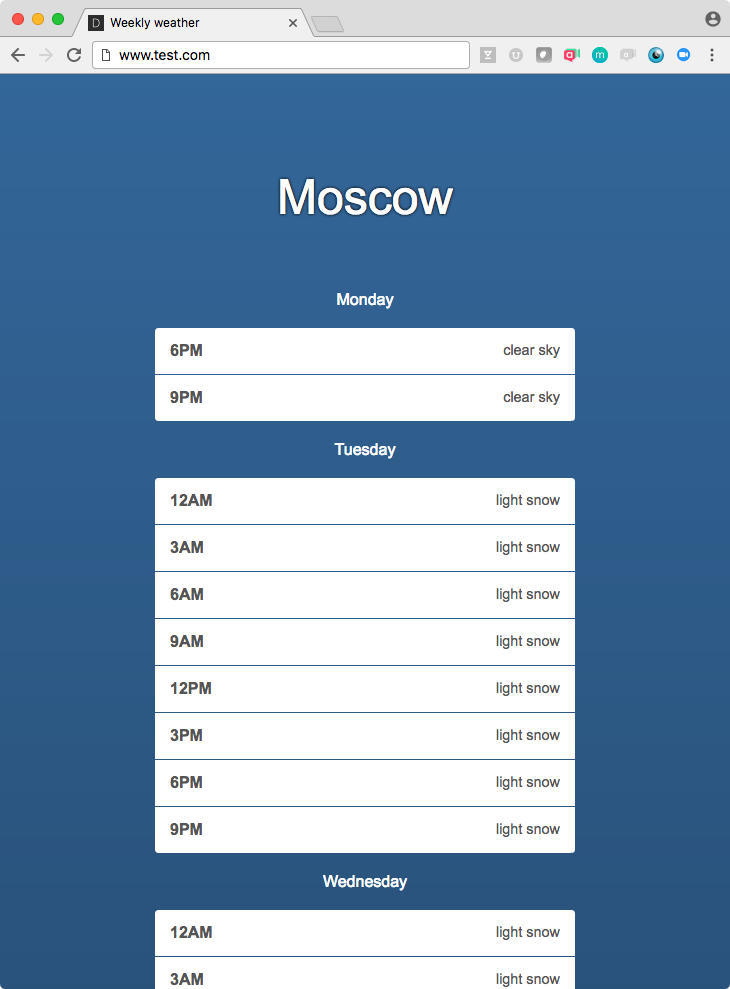 Weekly weather
www.test.com
Moscow
Monday
6PM clear sky
9PM clear sky
Tuesday
12AM light snow
3AM light snow
6AM light snow
9AM light snow
12PM light snow
3PM light snow
6PM light snow
9PM light snow
Wednesday
12AM light snow
3AM light snow